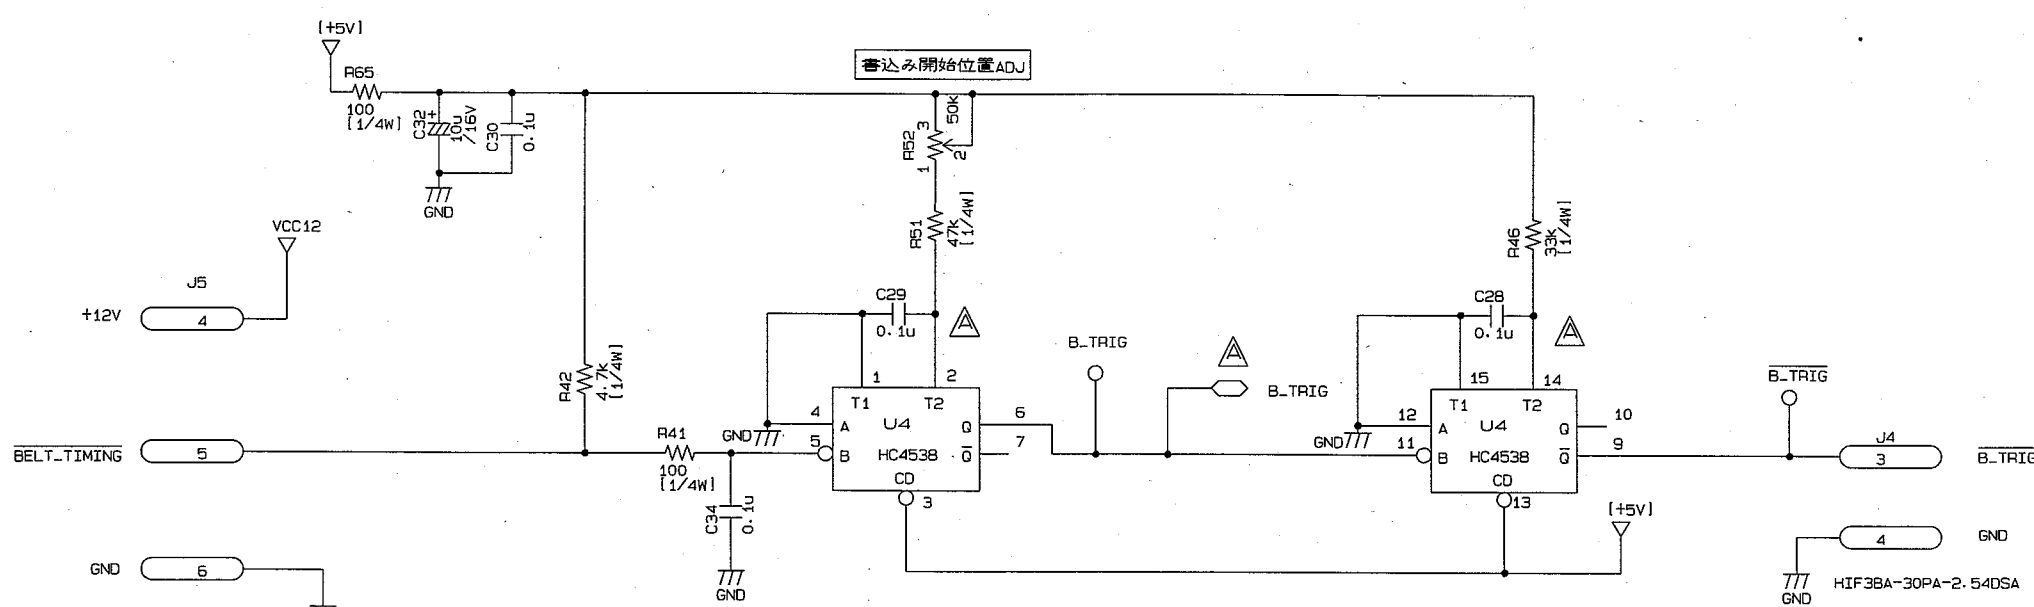 [+5V]
R65
100
[1/4W]
C32
+
10u
/16V
C30
0.1u
GND
書込み開始位置ADJ
R52
50K
3
2
1
R51
47K
[1/4W]
R46
33K
[1/4W]
VCC12
J5
+12V
4
C29
0.1u
A
C28
0.1u
A
R42
4.7K
[1/4W]
B_TRIG
A
B_TRIG
B_TRIG
1
2
T1
T2
4
A
U4
Q
6
GND
5
B
HC4538
Q
7
CD
3
15
14
T1
T2
12
A
U4
Q
10
GND
11
B
HC4538
Q
9
CD
13
BELT_TIMING
5
R41
100
[1/4W]
C34
0.1u
GND
J4
3
B_TRIG
[+5V]
4
GND
GND
6
GND
HIF3BA-30PA-2.54DSA